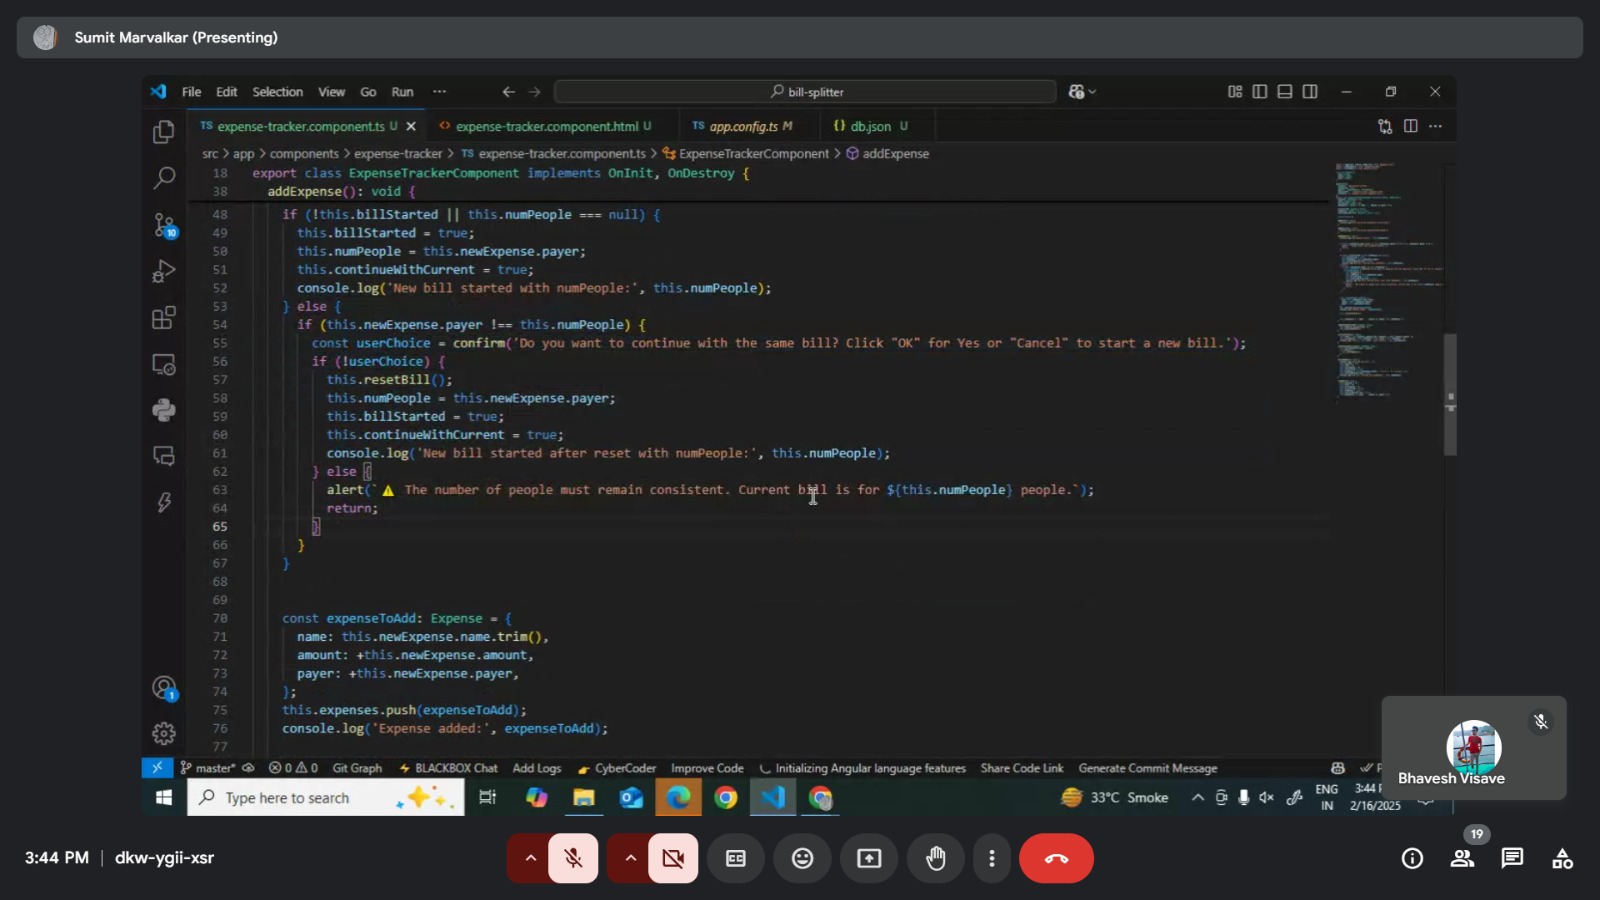 Sumit Marvalkar (Presenting)
File Edit Selection View Go Run ··· bill-splitter
TS expense-tracker.component.ts U <> expense-tracker.component.html U TS app.config.ts M {} db.json U
src > app > components > expense-tracker > TS expense-tracker.component.ts > ExpenseTrackerComponent > addExpense
18 export class ExpenseTrackerComponent implements OnInit, OnDestroy {
38 addExpense(): void {
48 if (!this.billStarted || this.numPeople === null) {
49 this.billStarted = true;
50 this.numPeople = this.newExpense.payer;
51 this.continueWithCurrent = true;
52 console.log('New bill started with numPeople:', this.numPeople);
53 } else {
54 if (this.newExpense.payer !== this.numPeople) {
55 const userChoice = confirm('Do you want to continue with the same bill? Click "OK" for Yes or "Cancel" to start a new bill.');
56 if (!userChoice) {
57 this.resetBill();
58 this.numPeople = this.newExpense.payer;
59 this.billStarted = true;
60 this.continueWithCurrent = true;
61 console.log('New bill started after reset with numPeople:', this.numPeople);
62 } else {
63 alert(`⚠ The number of people must remain consistent. Current bill is for ${this.numPeople} people.`);
64 return;
65 }
66 }
67 }
68
69
70 const expenseToAdd: Expense = {
71 name: this.newExpense.name.trim(),
72 amount: +this.newExpense.amount,
73 payer: +this.newExpense.payer,
74 };
75 this.expenses.push(expenseToAdd);
76 console.log('Expense added:', expenseToAdd);
77
10
1
master* 0 0 Git Graph BLACKBOX Chat Add Logs CyberCoder Improve Code Initializing Angular language features Share Code Link Generate Commit Message
Bhavesh Visave
Type here to search 33°C Smoke ENG IN 3:44 2/16/2025
3:44 PM | dkw-ygii-xsr
19